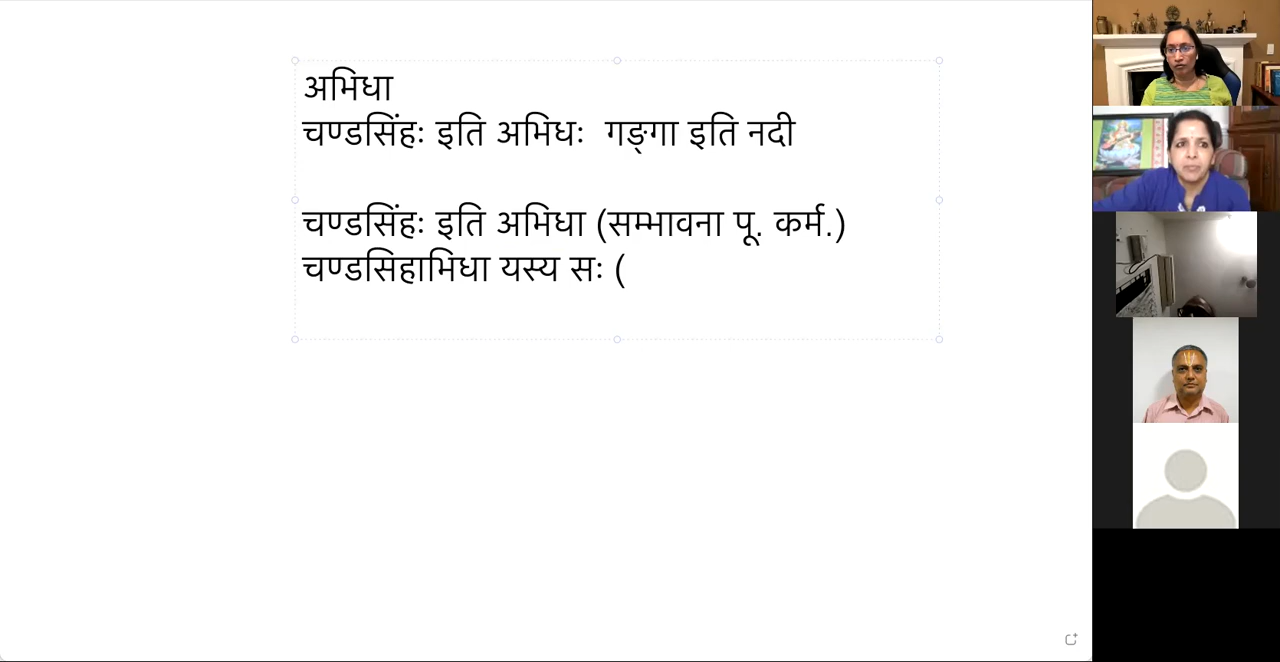 अभिधा
चण्डसिंहः इति अभिधः  गङ्गा इति नदी
चण्डसिंहः इति अभिधा (सम्भावना पू. कर्म.)
चण्डसिहाभिधा यस्य सः (